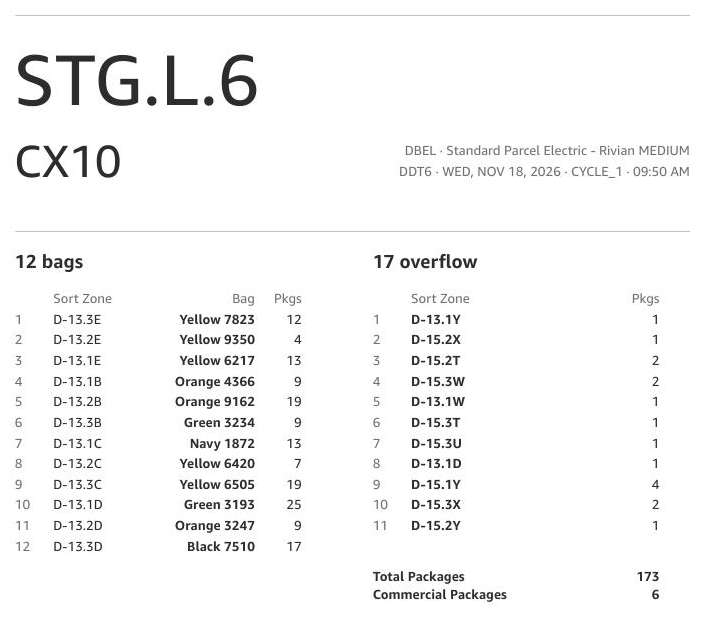 STG.L.6
CX10
DBEL · Standard Parcel Electric - Rivian MEDIUM
DDT6 · WED, NOV 18, 2026 · CYCLE_1 · 09:50 AM
12 bags
Sort Zone Bag Pkgs
1 D-13.3E Yellow 7823 12
2 D-13.2E Yellow 9350 4
3 D-13.1E Yellow 6217 13
4 D-13.1B Orange 4366 9
5 D-13.2B Orange 9162 19
6 D-13.3B Green 3234 9
7 D-13.1C Navy 1872 13
8 D-13.2C Yellow 6420 7
9 D-13.3C Yellow 6505 19
10 D-13.1D Green 3193 25
11 D-13.2D Orange 3247 9
12 D-13.3D Black 7510 17
17 overflow
Sort Zone Pkgs
1 D-13.1Y 1
2 D-15.2X 1
3 D-15.2T 2
4 D-15.3W 2
5 D-13.1W 1
6 D-15.3T 1
7 D-15.3U 1
8 D-13.1D 1
9 D-15.1Y 4
10 D-15.3X 2
11 D-15.2Y 1
Total Packages 173
Commercial Packages 6